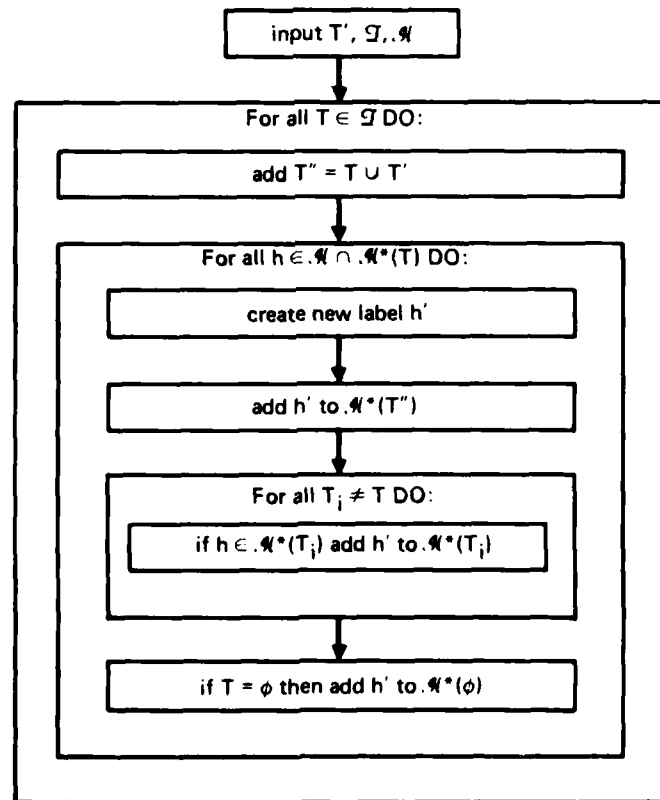 input T', 𝒯, ℋ
For all T ∈ 𝒯 DO:
add T'' = T ∪ T'
For all h ∈ ℋ ∩ ℋ*(T) DO:
create new label h'
add h' to ℋ*(T'')
For all Tᵢ ≠ T DO:
if h ∈ ℋ*(Tᵢ) add h' to ℋ*(Tᵢ)
if T = ϕ then add h' to ℋ*(ϕ)